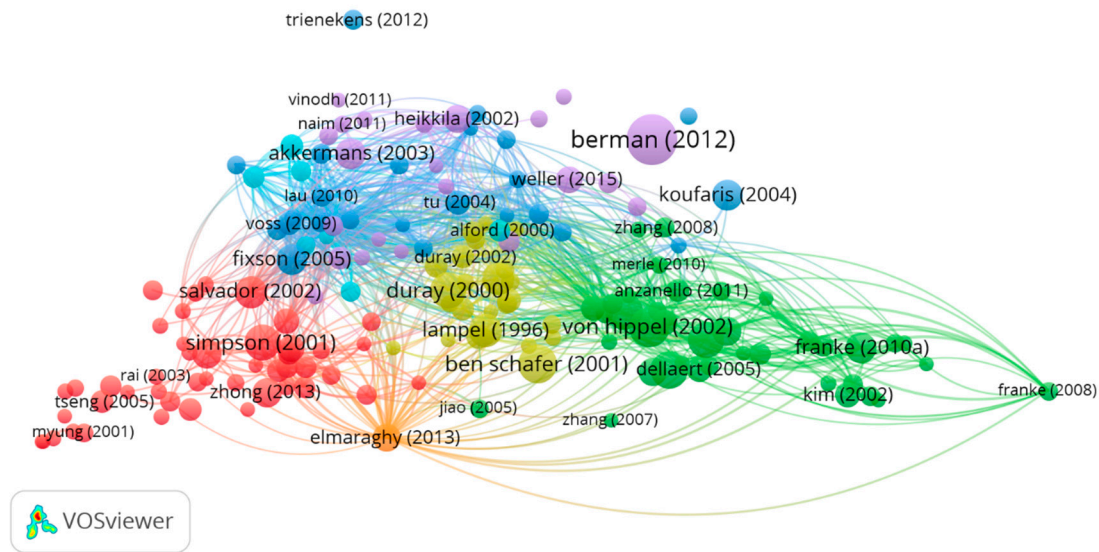 trienekens (2012)
vinodh (2011)
naim (2011)
heikkila (2002)
berman (2012)
akkermans (2003)
weller (2015)
koufaris (2004)
lau (2010)
tu (2004)
voss (2009)
alford (2000)
zhang (2008)
fixson (2005)
duray (2002)
merle (2010)
salvador (2002)
duray (2000)
anzanello (2011)
simpson (2001)
lampel (1996)
von hippel (2002)
franke (2010a)
ben schafer (2001)
dellaert (2005)
rai (2003)
zhong (2013)
kim (2002)
franke (2008)
tseng (2005)
jiao (2005)
zhang (2007)
myung (2001)
elmaraghy (2013)
VOSviewer